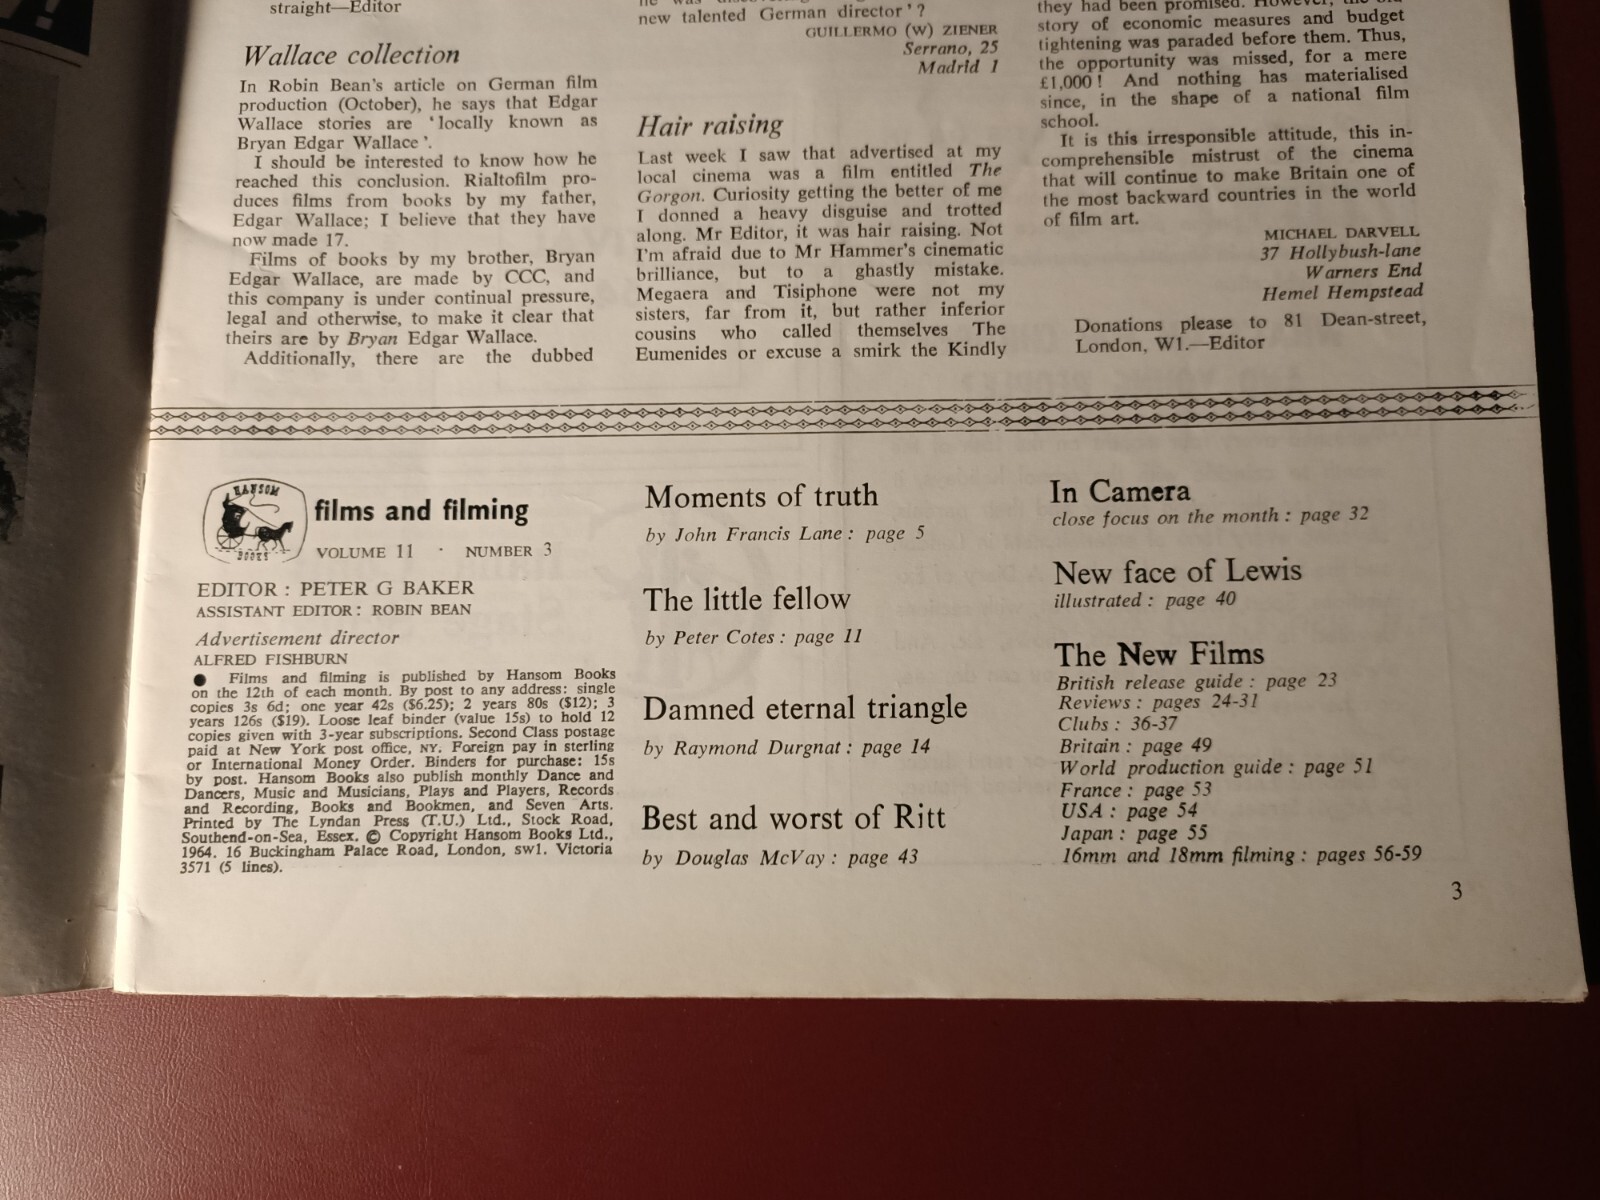 straight—Editor
Wallace collection
In Robin Bean's article on German film
production (October), he says that Edgar
Wallace stories are ' locally known as
Bryan Edgar Wallace '.
I should be interested to know how he
reached this conclusion. Rialtofilm pro-
duces films from books by my father,
Edgar Wallace; I believe that they have
now made 17.
Films of books by my brother, Bryan
Edgar Wallace, are made by CCC, and
this company is under continual pressure,
legal and otherwise, to make it clear that
theirs are by Bryan Edgar Wallace.
Additionally, there are the dubbed
new talented German director ' ?
GUILLERMO (W) ZIENER
Serrano, 25
Madrid 1
Hair raising
Last week I saw that advertised at my
local cinema was a film entitled The
Gorgon. Curiosity getting the better of me
I donned a heavy disguise and trotted
along. Mr Editor, it was hair raising. Not
I'm afraid due to Mr Hammer's cinematic
brilliance, but to a ghastly mistake.
Megaera and Tisiphone were not my
sisters, far from it, but rather inferior
cousins who called themselves The
Eumenides or excuse a smirk the Kindly
they had been promised. However, the old
story of economic measures and budget
tightening was paraded before them. Thus,
the opportunity was missed, for a mere
£1,000 ! And nothing has materialised
since, in the shape of a national film
school.
It is this irresponsible attitude, this in-
comprehensible mistrust of the cinema
that will continue to make Britain one of
the most backward countries in the world
of film art.
MICHAEL DARVELL
37 Hollybush-lane
Warners End
Hemel Hempstead
Donations please to 81 Dean-street,
London, W1.—Editor
HANSOM
BOOKS
films and filming
VOLUME 11 · NUMBER 3
EDITOR : PETER G BAKER
ASSISTANT EDITOR : ROBIN BEAN
Advertisement director
ALFRED FISHBURN
● Films and filming is published by Hansom Books
on the 12th of each month. By post to any address: single
copies 3s 6d; one year 42s ($6.25); 2 years 80s ($12); 3
years 126s ($19). Loose leaf binder (value 15s) to hold 12
copies given with 3-year subscriptions. Second Class postage
paid at New York post office, NY. Foreign pay in sterling
or International Money Order. Binders for purchase: 15s
by post. Hansom Books also publish monthly Dance and
Dancers, Music and Musicians, Plays and Players, Records
and Recording, Books and Bookmen, and Seven Arts.
Printed by The Lyndan Press (T.U.) Ltd., Stock Road,
Southend-on-Sea, Essex. © Copyright Hansom Books Ltd.,
1964. 16 Buckingham Palace Road, London, SW1. Victoria
3571 (5 lines).
Moments of truth
by John Francis Lane : page 5
The little fellow
by Peter Cotes : page 11
Damned eternal triangle
by Raymond Durgnat : page 14
Best and worst of Ritt
by Douglas McVay : page 43
In Camera
close focus on the month : page 32
New face of Lewis
illustrated : page 40
The New Films
British release guide : page 23
Reviews : pages 24-31
Clubs : 36-37
Britain : page 49
World production guide : page 51
France : page 53
USA : page 54
Japan : page 55
16mm and 18mm filming : pages 56-59
3